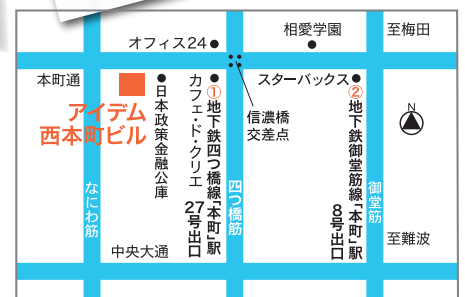 相愛学園
至梅田
オフィス24
本町通
スターバックス
アイデム
西本町ビル
日本政策金融公庫
カフェ・ド・クリエ
①地下鉄四つ橋線「本町」駅
27号出口
信濃橋
交差点
②地下鉄御堂筋線「本町」駅
8号出口
N
なにわ筋
四つ橋筋
御堂筋
中央大通
至難波